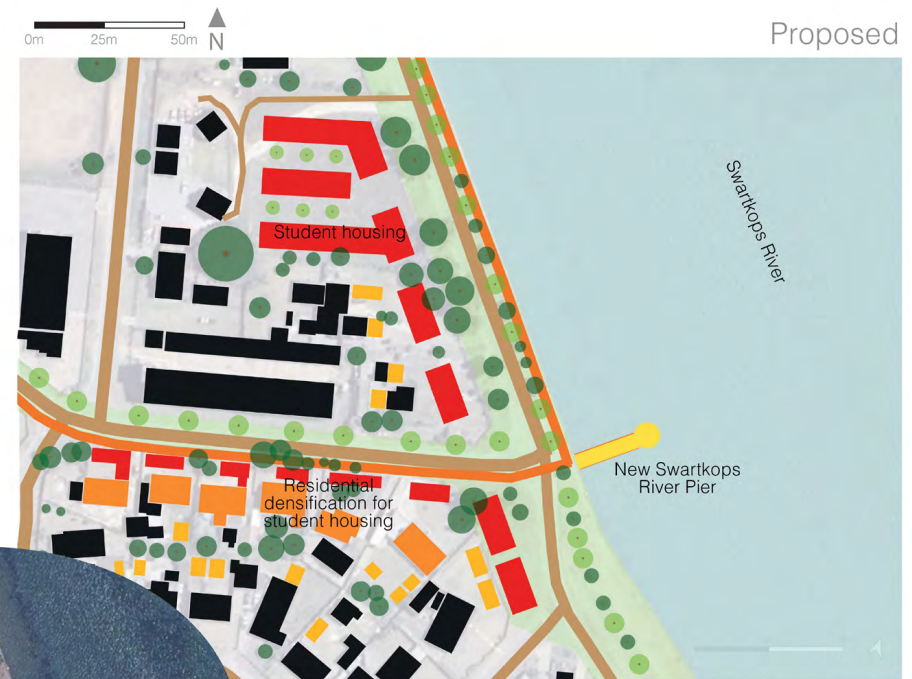 0m 25m 50m
N
Proposed
Swartkops River
Student housing
New Swartkops
River Pier
Residential
densification for
student housing